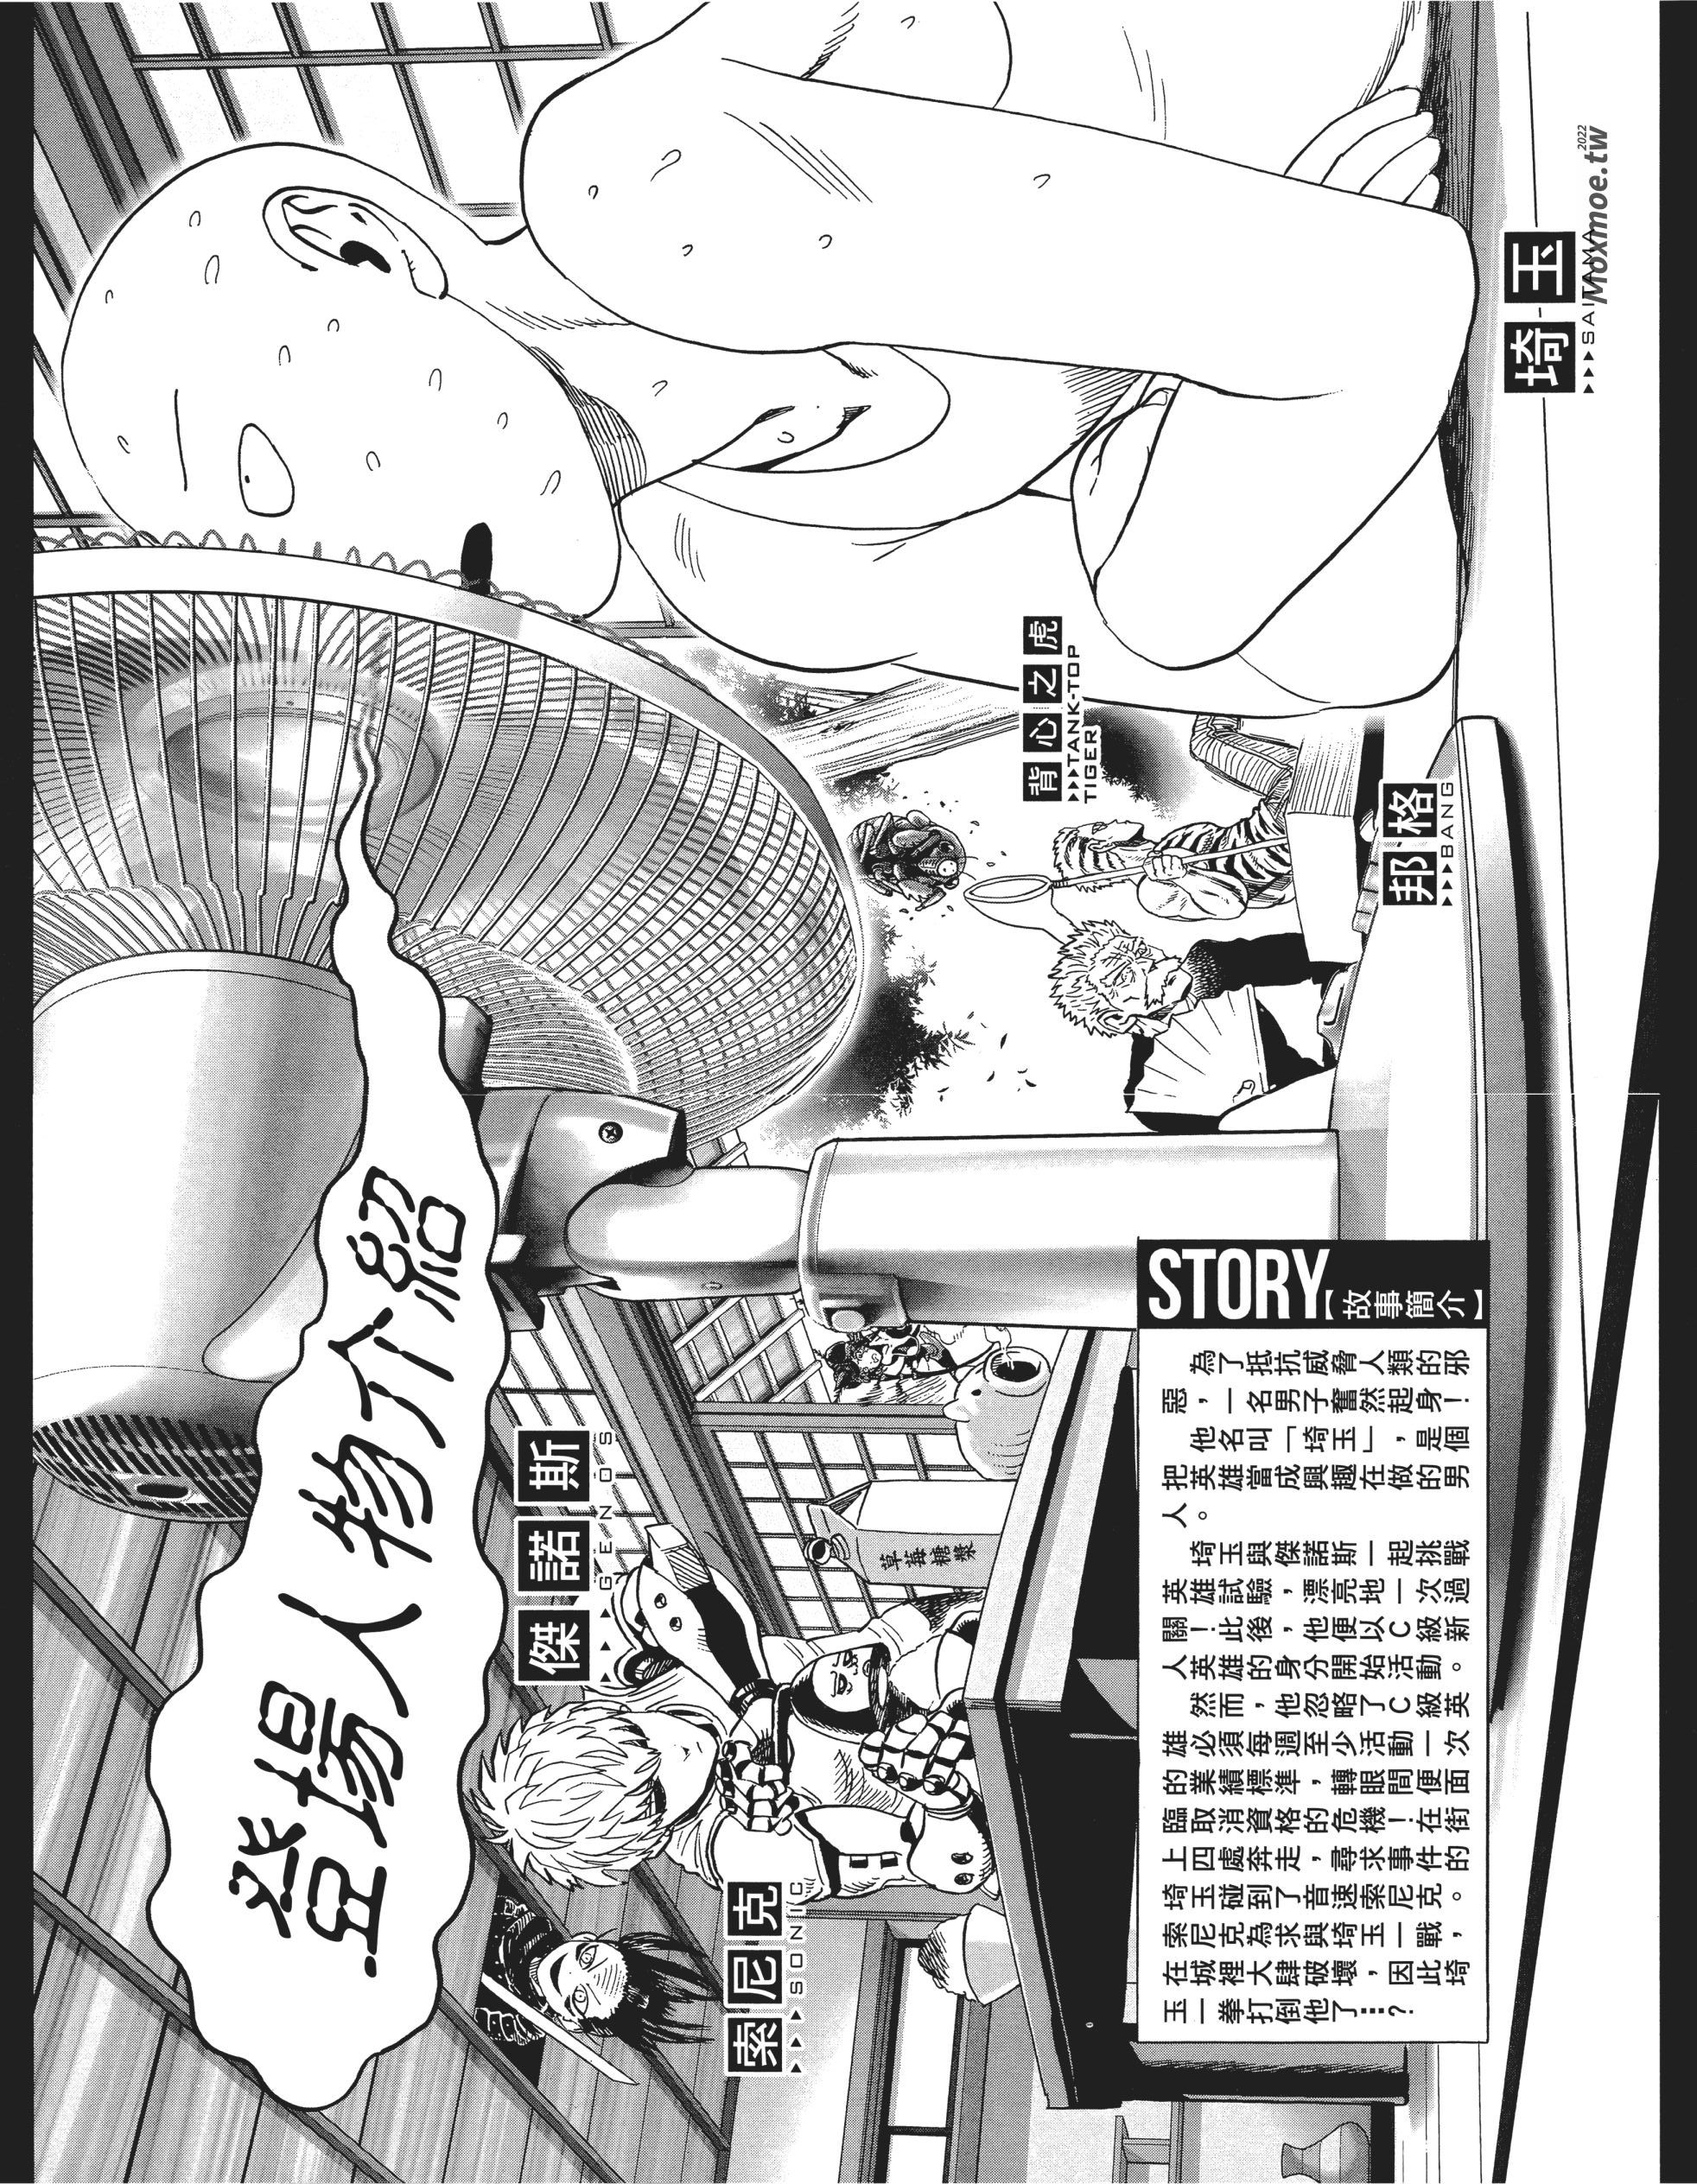 登場人物介紹
埼玉
▶▶▶SAITAMA
背心之虎
▶▶▶TANK-TOP
TIGER
邦格
▶▶▶BANG
傑諾斯
▶▶▶GENOS
索尼克
▶▶▶SONIC
草莓糖漿
STORY【故事簡介】
為了抵抗威脅人類的邪
惡，一名男子奮然起身！
他名叫「埼玉」，是個
把英雄當成興趣在做的男
人。
埼玉與傑諾斯一起挑戰
英雄試驗，漂亮地一次過
關！此後，他便以C級新
人英雄的身分開始活動。
然而，他忽略了C級英
雄必須每週至少活動一次
的業績標準，轉眼間便面
臨取消資格的危機！在街
上四處奔走，尋求事件的
埼玉碰到了音速索尼克。
索尼克為求與埼玉一戰，
在城裡大肆破壞，因此埼
玉一拳打倒他了……？
2022
Moxmoe.tw